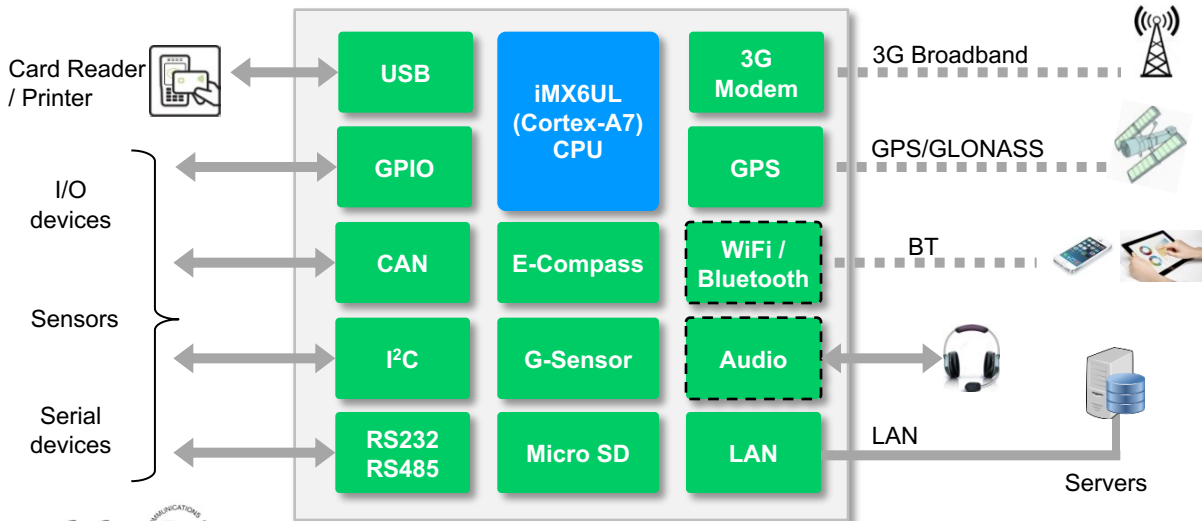 Card Reader
/ Printer
I/O
devices
Sensors
Serial
devices
USB
GPIO
CAN
I²C
RS232
RS485
iMX6UL
(Cortex-A7)
CPU
E-Compass
G-Sensor
Micro SD
3G
Modem
GPS
WiFi /
Bluetooth
Audio
LAN
3G Broadband
GPS/GLONASS
BT
LAN
Servers